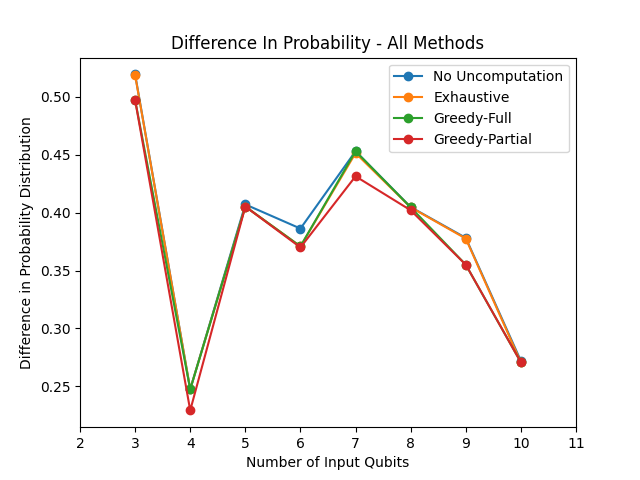 Difference In Probability - All Methods
No Uncomputation
Exhaustive
Greedy-Full
Greedy-Partial
Difference in Probability Distribution
0.50
0.45
0.40
0.35
0.30
0.25
2 3 4 5 6 7 8 9 10 11
Number of Input Qubits